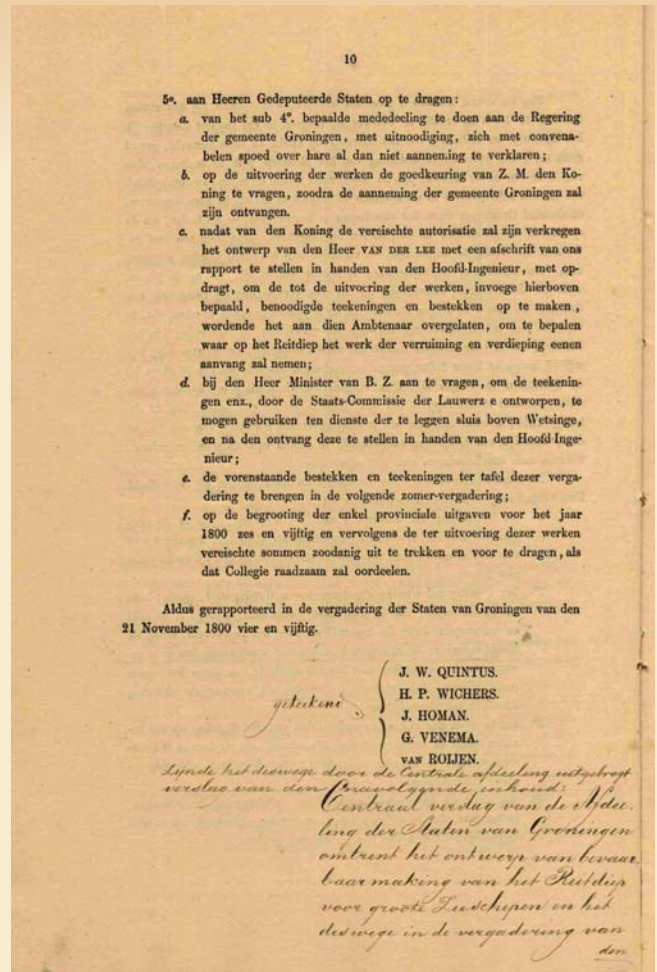 10
5º. aan Heeren Gedeputeerde Staten op te dragen:
a. van het sub 4º. bepaalde mededeeling te doen aan de Regering
der gemeente Groningen, met uitnoodiging, zich met convena-
belen spoed over hare al dan niet aanneming te verklaren;
b. op de uitvoering der werken de goedkeuring van Z. M. den Ko-
ning te vragen, zoodra de aanneming der gemeente Groningen zal
zijn ontvangen.
c. nadat van den Koning de vereischte autorisatie zal zijn verkregen
het ontwerp van den Heer VAN DER LEE met een afschrift van ons
rapport te stellen in handen van den Hoofd-Ingenieur, met op-
dragt, om de tot de uitvoering der werken, invoege hierboven
bepaald, benoodigde teekeningen en bestekken op te maken,
wordende het aan dien Ambtenaar overgelaten, om te bepalen
waar op het Reitdiep het werk der verruiming en verdieping eenen
aanvang zal nemen;
d. bij den Heer Minister van B. Z. aan te vragen, om de teekenin-
gen enz., door de Staats-Commissie der Lauwerz e ontworpen, te
mogen gebruiken ten dienste der te leggen sluis boven Wetsinge,
en na den ontvang deze te stellen in handen van den Hoofd-Inge-
nieur;
e. de vorenstaande bestekken en teekeningen ter tafel dezer verga-
dering te brengen in de volgende zomer-vergadering;
f. op de begrooting der enkel provinciale uitgaven voor het jaar
1800 zes en vijftig en vervolgens de ter uitvoering dezer werken
vereischte sommen zoodanig uit te trekken en voor te dragen, als
dat Collegie raadzaam zal oordeelen.
Aldus gerapporteerd in de vergadering der Staten van Groningen van den
21 November 1800 vier en vijftig.
geteekend
J. W. QUINTUS.
H. P. WICHERS.
J. HOMAN.
G. VENEMA.
VAN ROIJEN.
Zijnde het deswege door de Centrale afdeeling uitgebragt
verslag van den navolgende inhoud:
Centraal verslag van de Afdee-
ling der Staten van Groningen
omtrent het ontwerp van bevaar-
baarmaking van het Reitdiep
voor groote Zeeschepen en het
deswege in de vergadering van
den